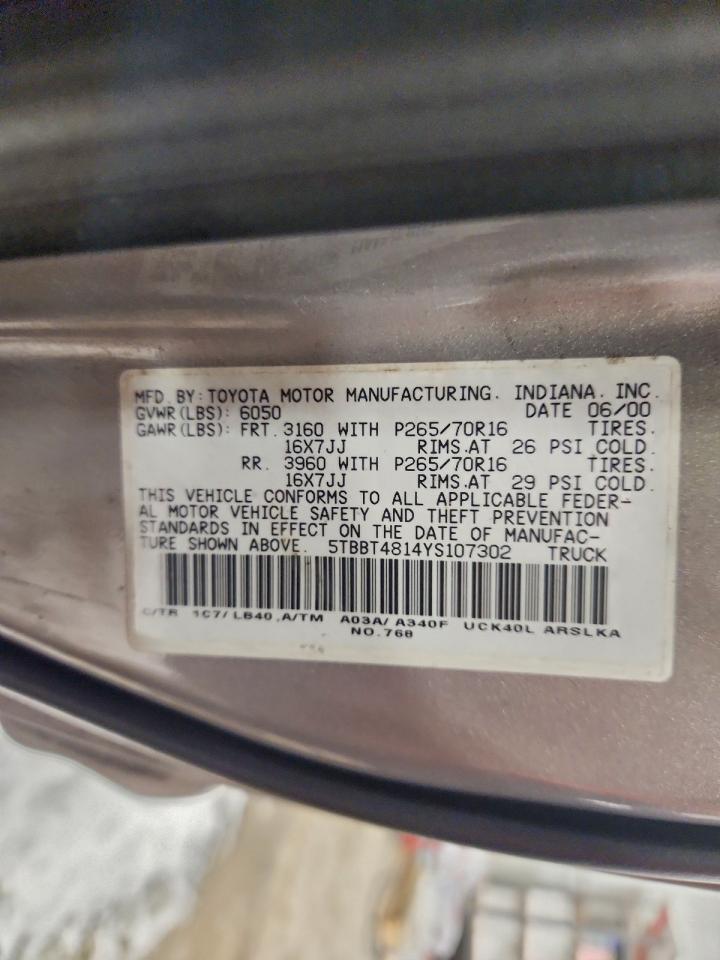 MFD. BY: TOYOTA MOTOR MANUFACTURING. INDIANA. INC.
GVWR(LBS): 6050 DATE 06/00
GAWR(LBS): FRT. 3160 WITH P265/70R16 TIRES.
16X7JJ RIMS.AT 26 PSI COLD.
RR. 3960 WITH P265/70R16 TIRES.
16X7JJ RIMS.AT 29 PSI COLD.
THIS VEHICLE CONFORMS TO ALL APPLICABLE FEDER-
AL MOTOR VEHICLE SAFETY AND THEFT PREVENTION
STANDARDS IN EFFECT ON THE DATE OF MANUFAC-
TURE SHOWN ABOVE. 5TBBT4814YS107302 TRUCK
C/TR 1C7/LB40 A/TM A03A/A340F UCK40L ARSLKA
NO.768